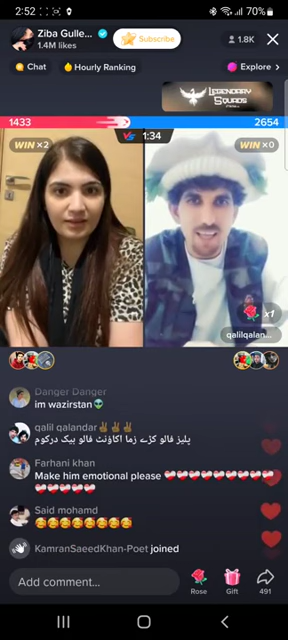 2:52
70%
Ziba Gulle...
1.4M likes
Subscribe
1.8K
Chat
Hourly Ranking
Explore >
LEGENDARY
SQUADS
1433
2654
WIN ×2
VS
1:34
WIN ×0
x1
qalilqalan...
Danger Danger
im wazirstan👽
qalil qalandar✌🏾✌🏾✌🏾
پلیز فالو کڑے زما اکاؤنٹ فالو بیک درکوم
Farhani khan
Make him emotional please ❤️‍🩹❤️‍🩹❤️‍🩹❤️‍🩹❤️‍🩹❤️‍🩹❤️‍🩹❤️‍🩹❤️‍🩹❤️‍🩹
❤️‍🩹❤️‍🩹❤️‍🩹❤️‍🩹❤️‍🩹❤️‍🩹
Said mohamd
🥰🥰🥰🥰🥰🥰🥰🥰
KamranSaeedKhan-Poet joined
Add comment...
Rose
Gift
491